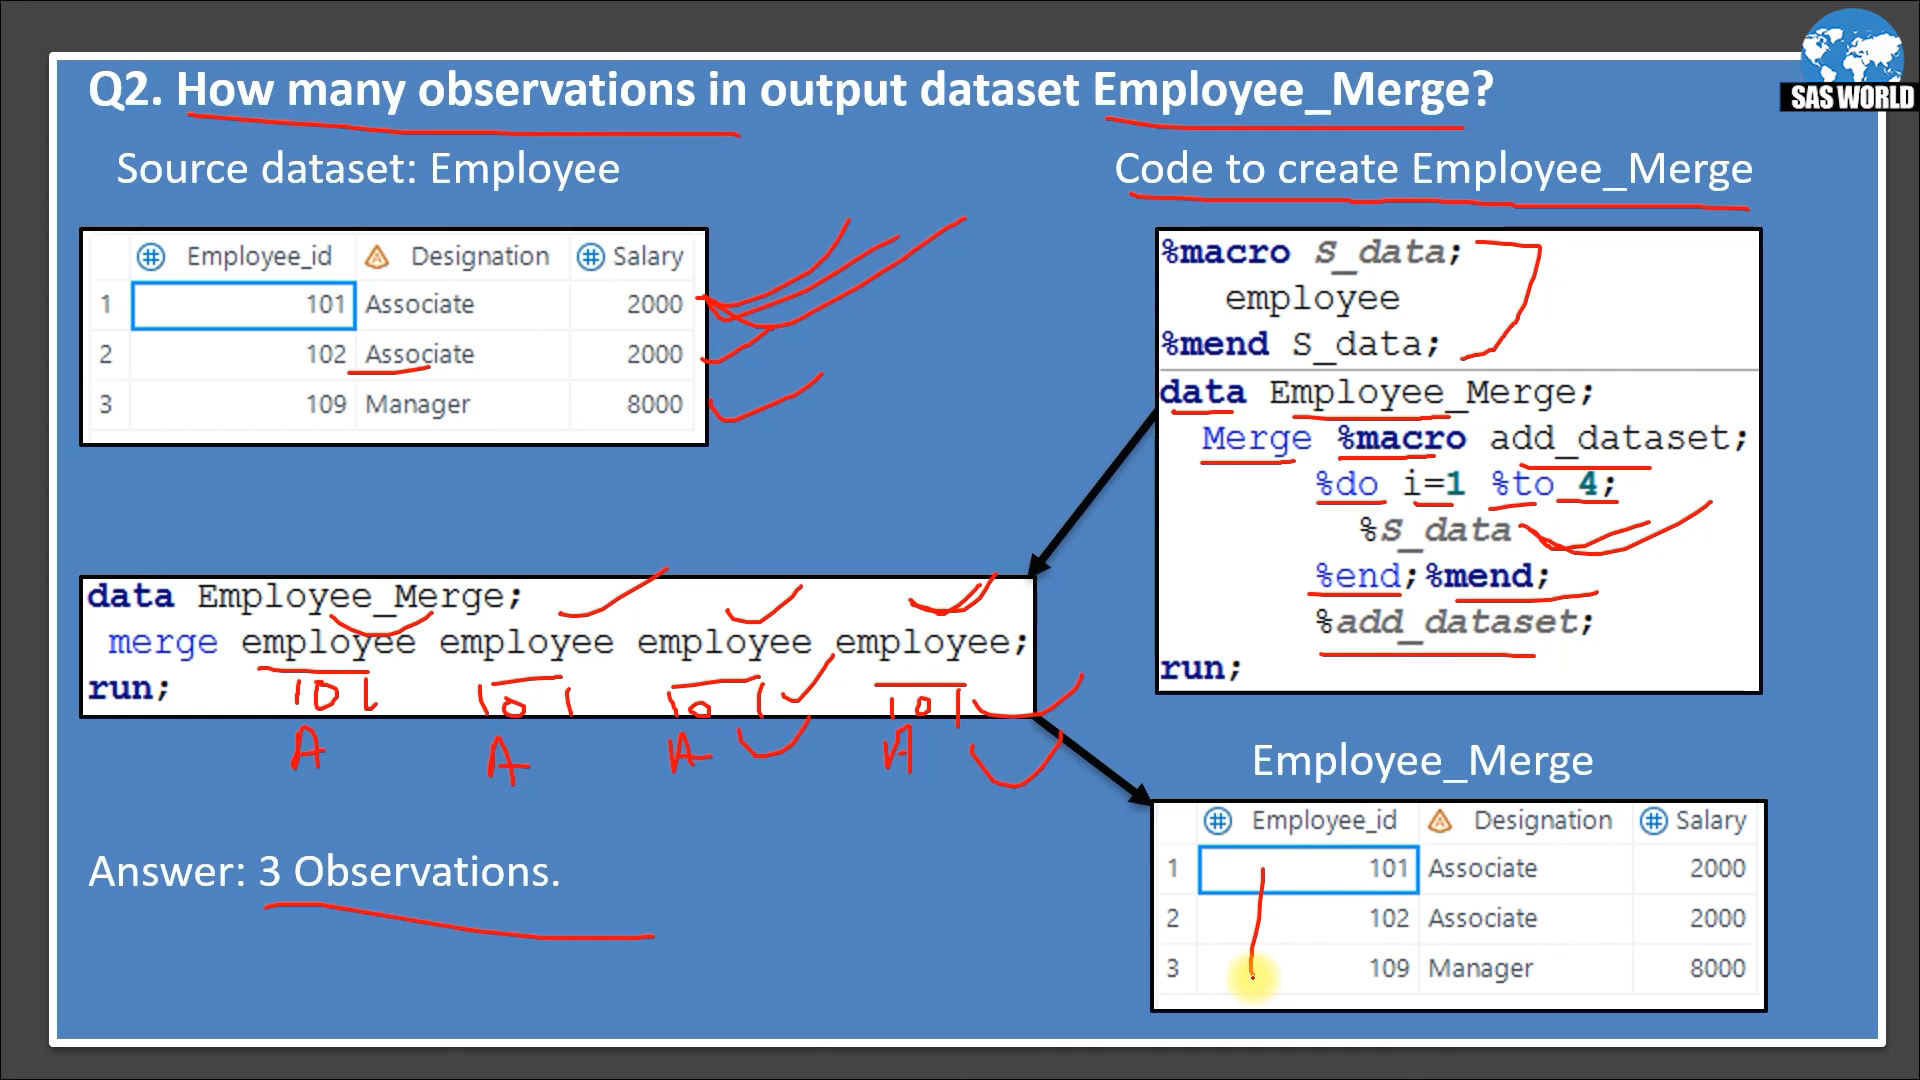 SAS WORLD
Q2. How many observations in output dataset Employee_Merge?
Source dataset: Employee
Employee_id Designation Salary
1 101 Associate 2000
2 102 Associate 2000
3 109 Manager 8000
Code to create Employee_Merge
%macro S_data;
employee
%mend S_data;
data Employee_Merge;
Merge %macro add_dataset;
%do i=1 %to 4;
%S_data
%end;%mend;
%add_dataset;
run;
data Employee_Merge;
merge employee employee employee employee;
run;
101 101 101 101
A A A A
Answer: 3 Observations.
Employee_Merge
Employee_id Designation Salary
1 101 Associate 2000
2 102 Associate 2000
3 109 Manager 8000